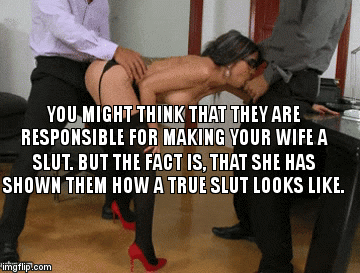 YOU MIGHT THINK THAT THEY ARE
RESPONSIBLE FOR MAKING YOUR WIFE A
SLUT. BUT THE FACT IS, THAT SHE HAS
SHOWN THEM HOW A TRUE SLUT LOOKS LIKE.
imgflip.com